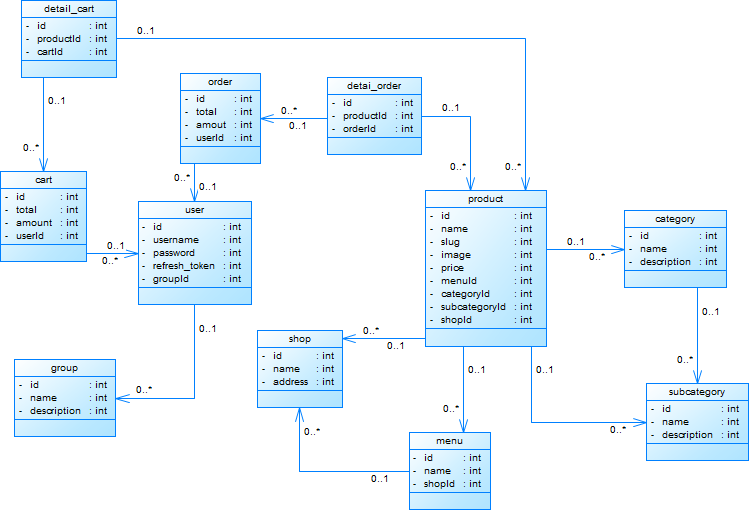 detail_cart
- id : int
- productId : int
- cartId : int
0..1
0..1
0..*
order
- id : int
- total : int
- amout : int
- userId : int
0..*
0..1
detai_order
- id : int
- productId : int
- orderId : int
0..1
0..*
0..*
cart
- id : int
- total : int
- amount : int
- userId : int
0..*
0..1
0..1
0..*
user
- id : int
- username : int
- password : int
- refresh_token : int
- groupId : int
product
- id : int
- name : int
- slug : int
- image : int
- price : int
- menuId : int
- categoryId : int
- subcategoryId : int
- shopId : int
0..1
0..*
category
- id : int
- name : int
- description : int
0..1
0..*
0..1
0..*
group
- id : int
- name : int
- description : int
shop
- id : int
- name : int
- address : int
0..*
0..1
0..1
0..*
0..1
0..*
subcategory
- id : int
- name : int
- description : int
0..*
0..1
menu
- id : int
- name : int
- shopId : int